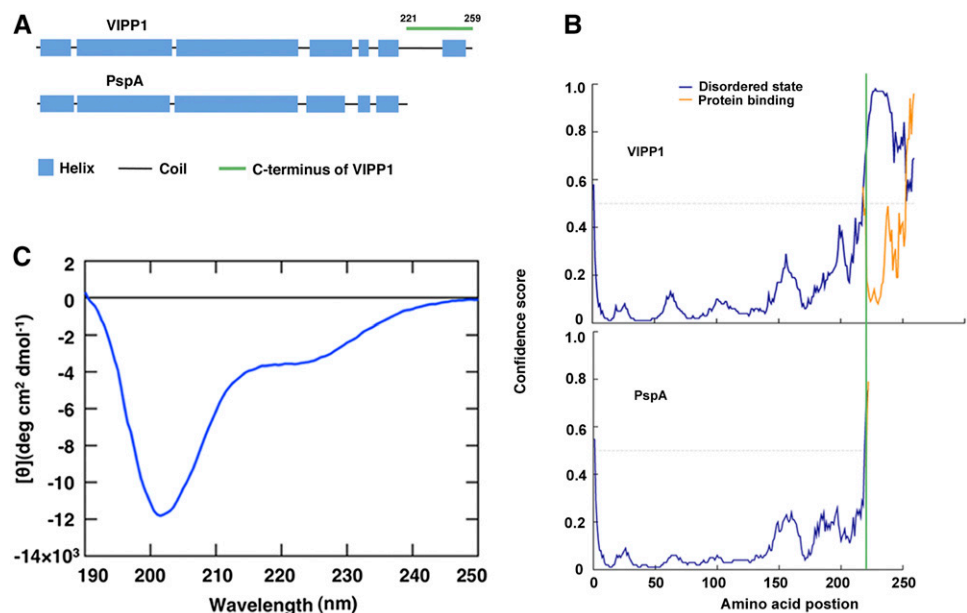 A
VIPP1
221
259
PspA
Helix
Coil
C-terminus of VIPP1
B
Disordered state
Protein binding
VIPP1
1.0
0.8
0.6
0.4
0.2
0
PspA
1.0
0.8
0.6
0.4
0.2
0
Confidence score
0 50 100 150 200 250
Amino acid postion
C
2
0
-2
-4
-6
-8
-10
-12
-14×10³
[θ](deg cm² dmol-¹)
190 200 210 220 230 240 250
Wavelength (nm)